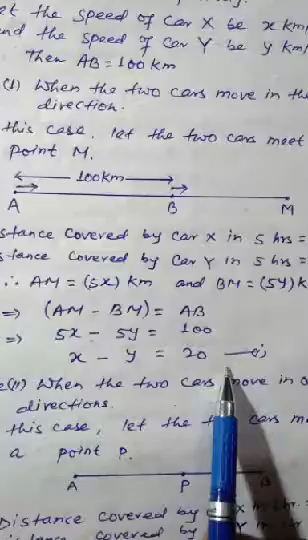 the speed of car X be x km/
the speed of car Y be y km/
Then AB = 100 km
(I) When the two cars move in the
direction.
this case, let the two cars meet
point M.
100km
A B M
stance covered by car X in 5 hrs =
stance covered by car Y in 5 hrs =
∴ AM = (5x) km and BM = (5y) k
⇒ (AM - BM) = AB
⇒ 5x - 5y = 100
x - y = 20
(II) When the two cars move in
directions.
this case, let the cars
a point P.
A P B
Distance covered by
covered by